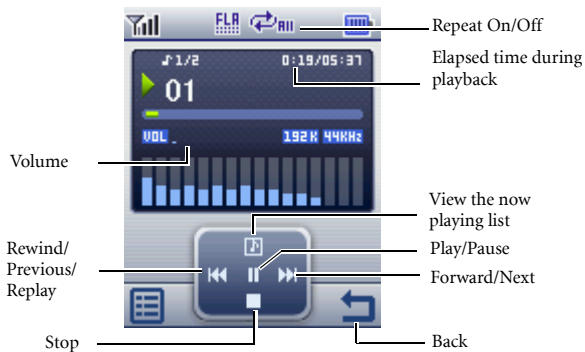 FLA
All
Repeat On/Off
1/2
0:19/05:37
Elapsed time during
playback
01
VOL
192K 44KHz
Volume
View the now
playing list
Rewind/
Previous/
Replay
Play/Pause
Forward/Next
Stop
Back